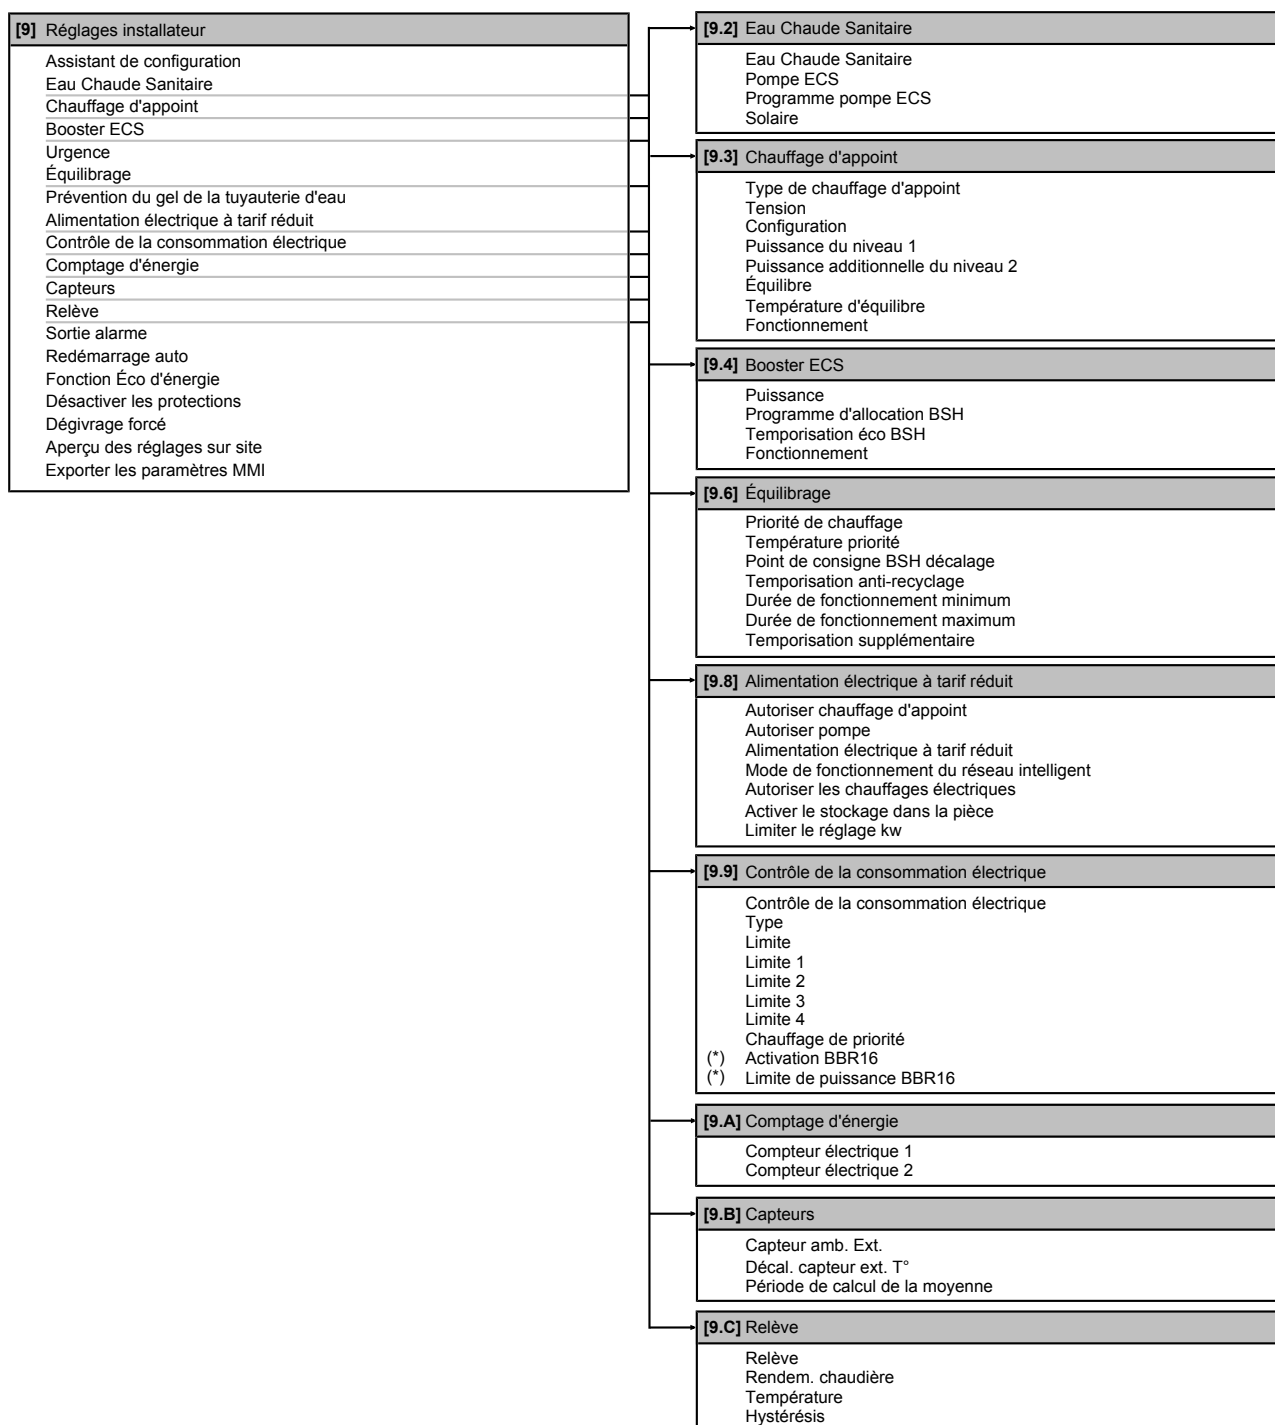 [9] Réglages installateur
Assistant de configuration
Eau Chaude Sanitaire
Chauffage d'appoint
Booster ECS
Urgence
Équilibrage
Prévention du gel de la tuyauterie d'eau
Alimentation électrique à tarif réduit
Contrôle de la consommation électrique
Comptage d'énergie
Capteurs
Relève
Sortie alarme
Redémarrage auto
Fonction Éco d'énergie
Désactiver les protections
Dégivrage forcé
Aperçu des réglages sur site
Exporter les paramètres MMI
[9.2] Eau Chaude Sanitaire
Eau Chaude Sanitaire
Pompe ECS
Programme pompe ECS
Solaire
[9.3] Chauffage d'appoint
Type de chauffage d'appoint
Tension
Configuration
Puissance du niveau 1
Puissance additionnelle du niveau 2
Équilibre
Température d'équilibre
Fonctionnement
[9.4] Booster ECS
Puissance
Programme d'allocation BSH
Temporisation éco BSH
Fonctionnement
[9.6] Équilibrage
Priorité de chauffage
Température priorité
Point de consigne BSH décalage
Temporisation anti-recyclage
Durée de fonctionnement minimum
Durée de fonctionnement maximum
Temporisation supplémentaire
[9.8] Alimentation électrique à tarif réduit
Autoriser chauffage d'appoint
Autoriser pompe
Alimentation électrique à tarif réduit
Mode de fonctionnement du réseau intelligent
Autoriser les chauffages électriques
Activer le stockage dans la pièce
Limiter le réglage kw
[9.9] Contrôle de la consommation électrique
Contrôle de la consommation électrique
Type
Limite
Limite 1
Limite 2
Limite 3
Limite 4
Chauffage de priorité
(*) Activation BBR16
(*) Limite de puissance BBR16
[9.A] Comptage d'énergie
Compteur électrique 1
Compteur électrique 2
[9.B] Capteurs
Capteur amb. Ext.
Décal. capteur ext. T°
Période de calcul de la moyenne
[9.C] Relève
Relève
Rendem. chaudière
Température
Hystérésis